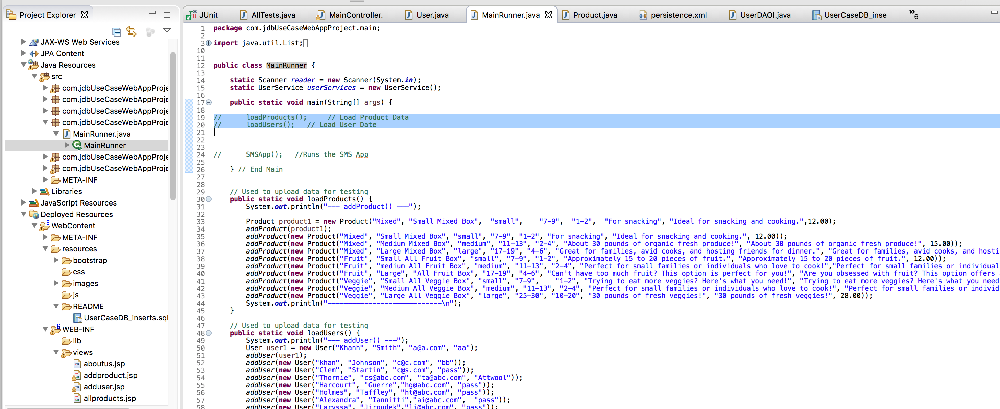 Project Explorer
JAX-WS Web Services
JPA Content
Java Resources
src
com.jdbUseCaseWebAppProje
com.jdbUseCaseWebAppProje
com.jdbUseCaseWebAppProje
com.jdbUseCaseWebAppProje
MainRunner.java
MainRunner
com.jdbUseCaseWebAppProje
com.jdbUseCaseWebAppProje
META-INF
Libraries
JavaScript Resources
Deployed Resources
WebContent
META-INF
resources
bootstrap
css
images
js
README
UserCaseDB_inserts.sql
WEB-INF
lib
views
aboutus.jsp
addproduct.jsp
adduser.jsp
allproducts.jsp
JUnit AllTests.java MainController. User.java MainRunner.java Product.java persistence.xml UserDAOI.java UserCaseDB_inse »6
1 package com.jdbUseCaseWebAppProject.main;
2
3 import java.util.List;
10
11
12 public class MainRunner {
13
14 static Scanner reader = new Scanner(System.in);
15 static UserService userServices = new UserService();
16
17 public static void main(String[] args) {
18
19 // loadProducts(); // Load Product Data
20 // loadUsers(); // Load User Date
21
22
23
24 // SMSApp(); //Runs the SMS App
25
26 } // End Main
27
28
29 // Used to upload data for testing
30 public static void loadProducts() {
31 System.out.println("--- addProduct() ---");
32
33 Product product1 = new Product("Mixed", "Small Mixed Box", "small", "7-9", "1-2", "For snacking", "Ideal for snacking and cooking.",12.00);
34 addProduct(product1);
35 addProduct(new Product("Mixed", "Small Mixed Box", "small", "7-9", "1-2", "For snacking", "Ideal for snacking and cooking.", 12.00));
36 addProduct(new Product("Mixed", "Medium Mixed Box", "medium", "11-13", "2-4", "About 30 pounds of organic fresh produce!", "About 30 pounds of organic fresh produce!", 15.00));
37 addProduct(new Product("Mixed", "Large Mixed Box", "large", "17-19", "4-6", "Great for families, avid cooks, and hosting friends for dinner.", "Great for families, avid cooks, and hosti
38 addProduct(new Product("Fruit", "Small All Fruit Box", "small", "7-9", "1-2", "Approximately 15 to 20 pieces of fruit.", "Approximately 15 to 20 pieces of fruit.", 12.00));
39 addProduct(new Product("Fruit", "medium All Fruit Box", "medium", "11-13", "2-4", "Perfect for small families or individuals who love to cook!","Perfect for small families or individuals
40 addProduct(new Product("Fruit", "Large", "All Fruit Box", "17-19", "4-6", "Can't have too much fruit? This option is perfect for you!", "Are you obsessed with fruit? This option offers a
41 addProduct(new Product("Veggie", "Small All Veggie Box", "small", "7-9", "1-2", "Trying to eat more veggies? Here's what you need!", "Trying to eat more veggies? Here's what you need
42 addProduct(new Product("Veggie", "Medium All Veggie Box", "medium", "11-13", "2-4", "Perfect for small families or individuals who love to cook!", "Perfect for small families or individu
43 addProduct(new Product("Veggie", "Large All Veggie Box", "large", "25-30", "10-20", "30 pounds of fresh veggies!", "30 pounds of fresh veggies!", 28.00));
44 System.out.println("----------------------------\n");
45 }
46
47 // Used to upload data for testing
48 public static void loadUsers() {
49 System.out.println("--- addUser() ---");
50 User user1 = new User("Khanh", "Smith", "a@a.com", "aa");
51 addUser(user1);
52 addUser(new User("khan", "Johnson", "c@c.com", "bb"));
53 addUser(new User("Clem", "Startin", "c@s.com", "pass"));
54 addUser(new User("Thornie", "cs@abc.com", "ta@abc.com", "Attwool"));
55 addUser(new User("Harcourt", "Guerre","hg@abc.com", "pass"));
56 addUser(new User("Holmes", "Taffley", "ht@abc.com", "pass"));
57 addUser(new User("Alexandra", "Iannitti","ai@abc.com", "pass"));
58 addUser(new User("Laryssa", "Jiroudek","lj@abc.com", "pass"));